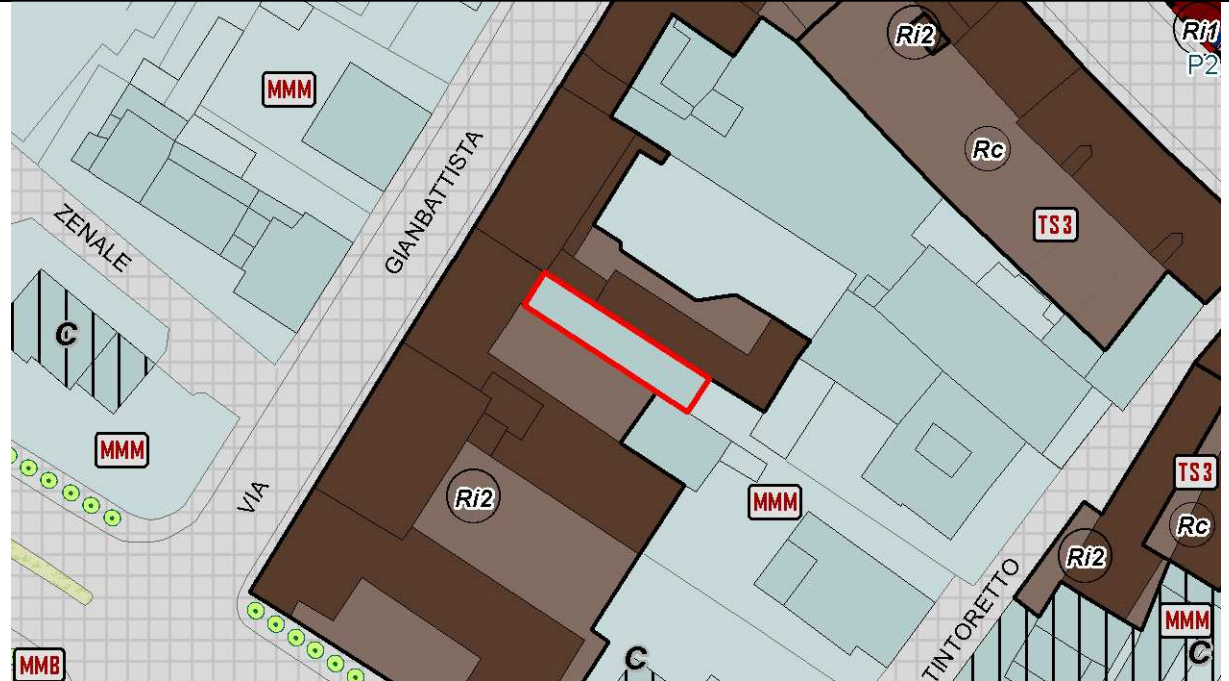 Ri2
Ri1
P2
MMM
GIANBATTISTA
Rc
TS3
ZENALE
C
MMM
VIA
Ri2
MMM
TS3
Rc
Ri2
TINTORETTO
MMM
C
C
MMB